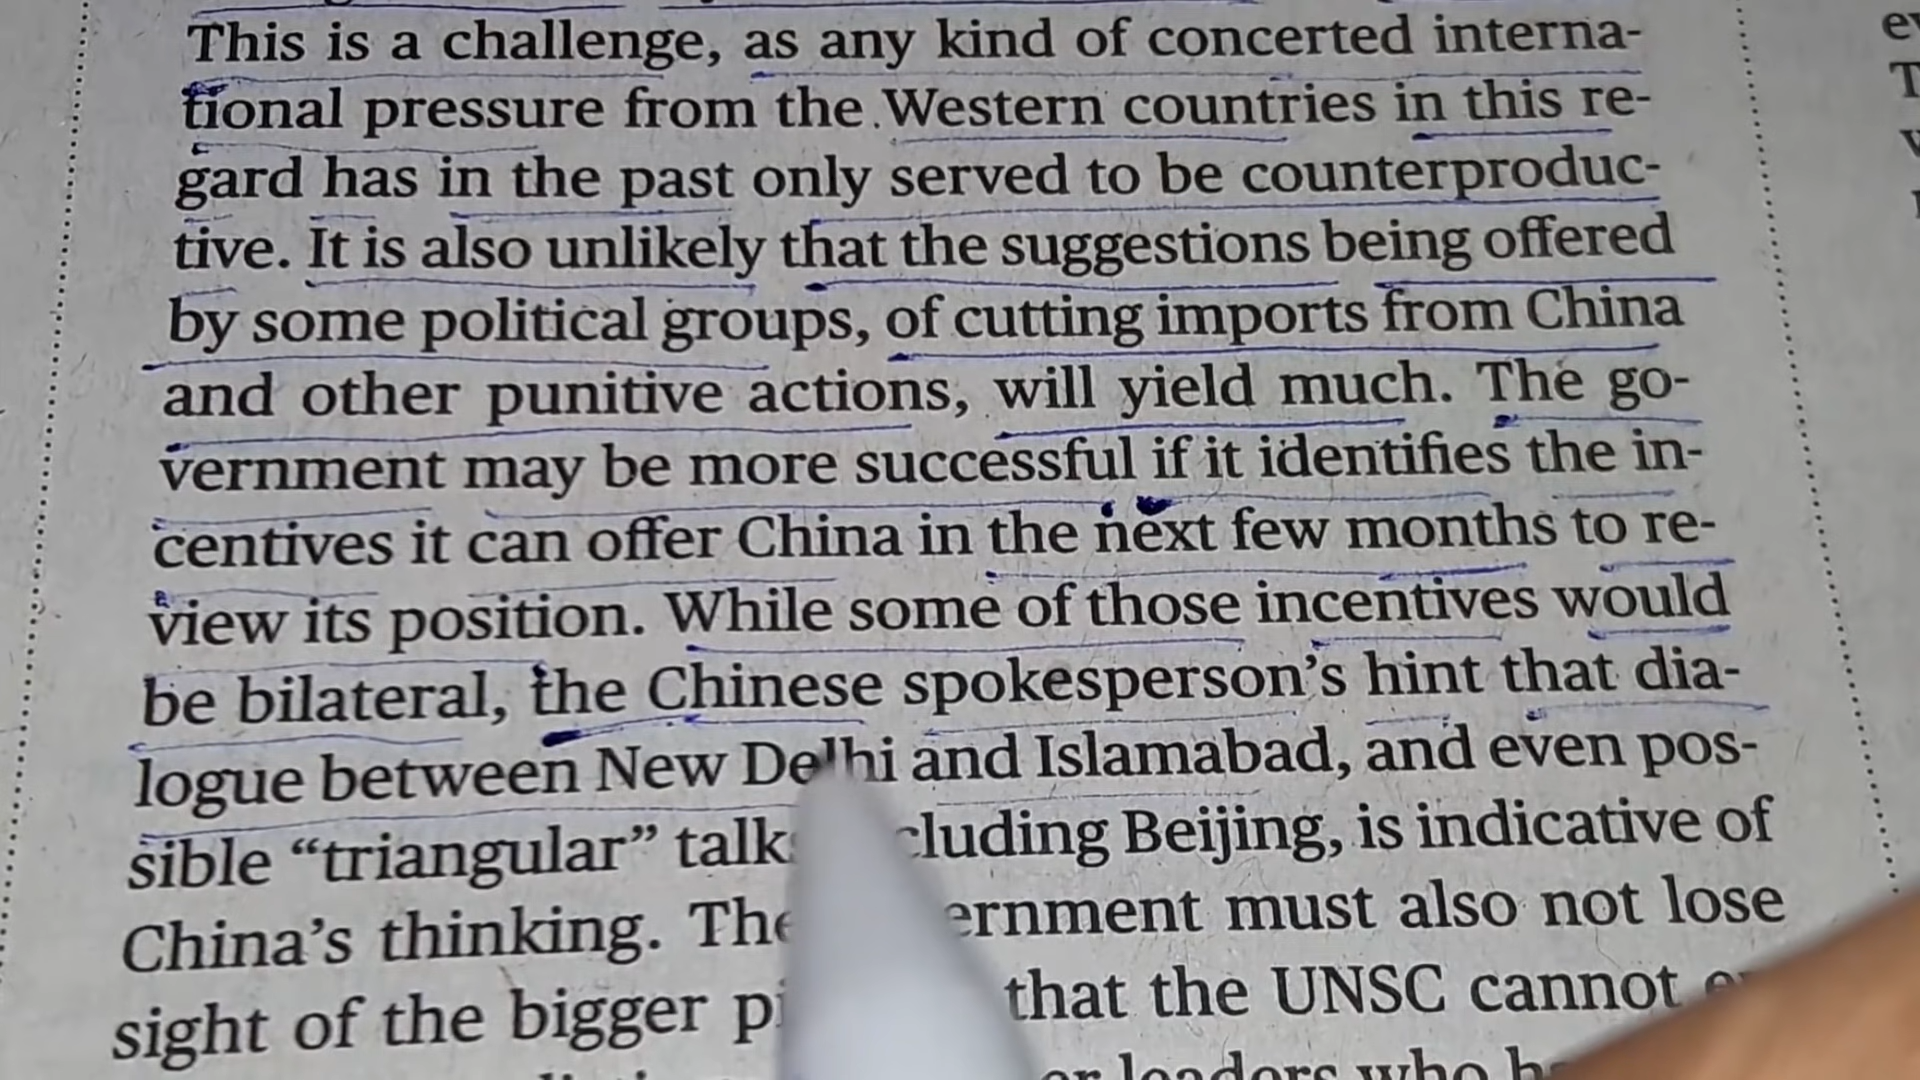 This is a challenge, as any kind of concerted interna-
tional pressure from the Western countries in this re-
gard has in the past only served to be counterproduc-
tive. It is also unlikely that the suggestions being offered
by some political groups, of cutting imports from China
and other punitive actions, will yield much. The go-
vernment may be more successful if it identifies the in-
centives it can offer China in the next few months to re-
view its position. While some of those incentives would
be bilateral, the Chinese spokesperson’s hint that dia-
logue between New Delhi and Islamabad, and even pos-
sible “triangular” talks Beijing, is indicative of
China’s thinking. The must also not lose
sight of the bigger that the UNSC cannot
leaders who